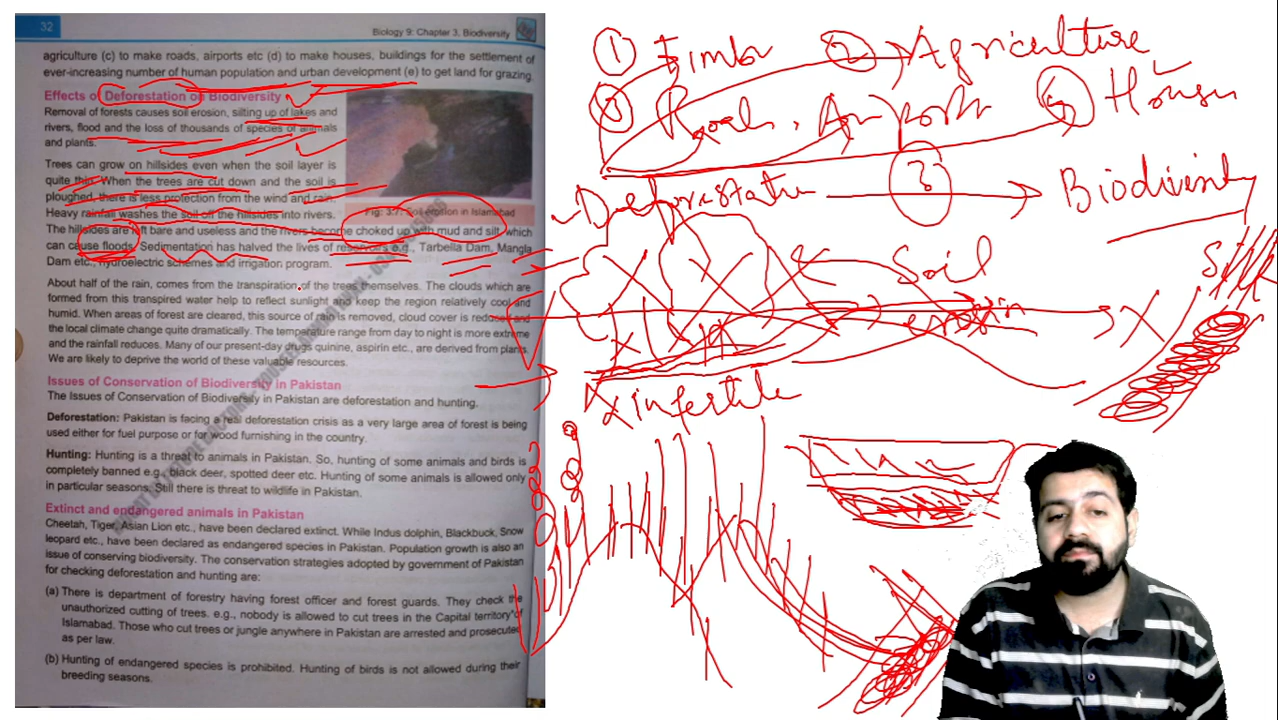 32
Biology 9: Chapter 3, Biodiversity
agriculture (c) to make roads, airports etc (d) to make houses, buildings for the settlement of
ever-increasing number of human population and urban development (e) to get land for grazing.
Effects of Deforestation on Biodiversity
Removal of forests causes soil erosion, silting up of lakes and
rivers, flood and the loss of thousands of species of animals
and plants.
Trees can grow on hillsides even when the soil layer is
quite thin. When the trees are cut down and the soil is
ploughed, there is less protection from the wind and rain.
Heavy rainfall washes the soil off the hillsides into rivers.
Fig: 3.7: Soil erosion in Islamabad
The hillsides are left bare and useless and the rivers become choked up with mud and silt, which
can cause floods. Sedimentation has halved the lives of reservoirs e.g. Tarbella Dam, Mangla
Dam etc., hydroelectric schemes and irrigation program.
About half of the rain, comes from the transpiration of the trees themselves. The clouds which are
formed from this transpired water help to reflect sunlight and keep the region relatively cool and
humid. When areas of forest are cleared, this source of rain is removed, cloud cover is reduced and
the local climate change quite dramatically. The temperature range from day to night is more extreme
and the rainfall reduces. Many of our present-day drugs quinine, aspirin etc., are derived from plants.
We are likely to deprive the world of these valuable resources.
Issues of Conservation of Biodiversity in Pakistan
The Issues of Conservation of Biodiversity in Pakistan are deforestation and hunting.
Deforestation: Pakistan is facing a real deforestation crisis as a very large area of forest is being
used either for fuel purpose or for wood furnishing in the country.
Hunting: Hunting is a threat to animals in Pakistan. So, hunting of some animals and birds is
completely banned e.g., black deer, spotted deer etc. Hunting of some animals is allowed only
in particular seasons. Still there is threat to wildlife in Pakistan.
Extinct and endangered animals in Pakistan
Cheetah, Tiger, Asian Lion etc., have been declared extinct. While Indus dolphin, Blackbuck, Snow
leopard etc., have been declared as endangered species in Pakistan. Population growth is also an
issue of conserving biodiversity. The conservation strategies adopted by government of Pakistan
for checking deforestation and hunting are:
(a) There is department of forestry having forest officer and forest guards. They check the
unauthorized cutting of trees. e.g., nobody is allowed to cut trees in the Capital territory of
Islamabad. Those who cut trees or jungle anywhere in Pakistan are arrested and prosecuted
as per law.
(b) Hunting of endangered species is prohibited. Hunting of birds is not allowed during their
breeding seasons.
1 Timber 2 Agriculture
Roads, Airports 4 Houses
Deforestation Biodiversity
Soil
erosion
infertile